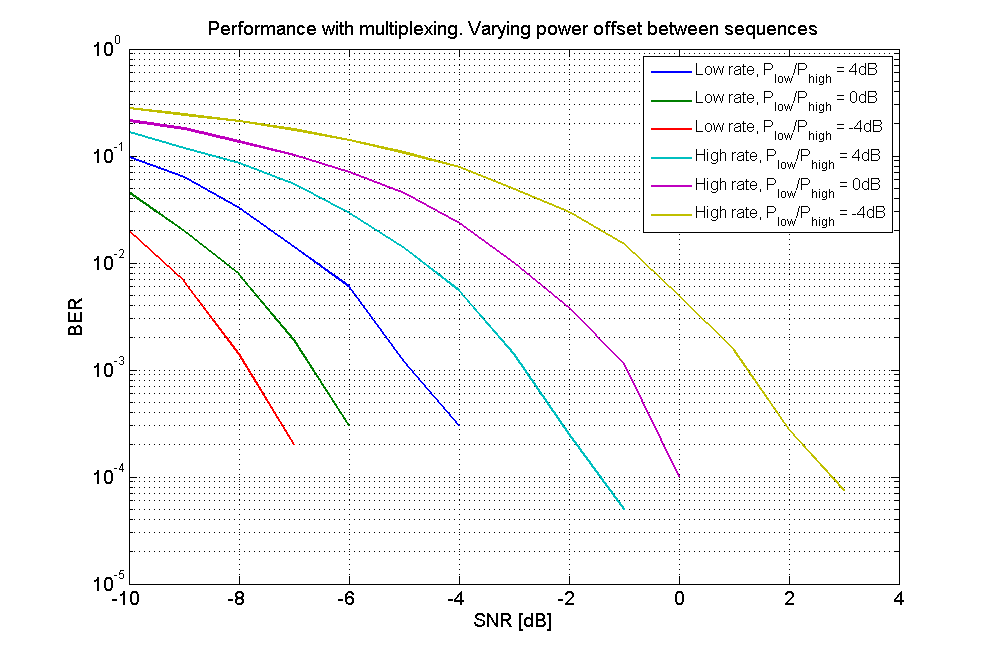 Performance with multiplexing. Varying power offset between sequences
10^0
10^-1
10^-2
10^-3
10^-4
10^-5
BER
Low rate, P_low/P_high = 4dB
Low rate, P_low/P_high = 0dB
Low rate, P_low/P_high = -4dB
High rate, P_low/P_high = 4dB
High rate, P_low/P_high = 0dB
High rate, P_low/P_high = -4dB
-10 -8 -6 -4 -2 0 2 4
SNR [dB]